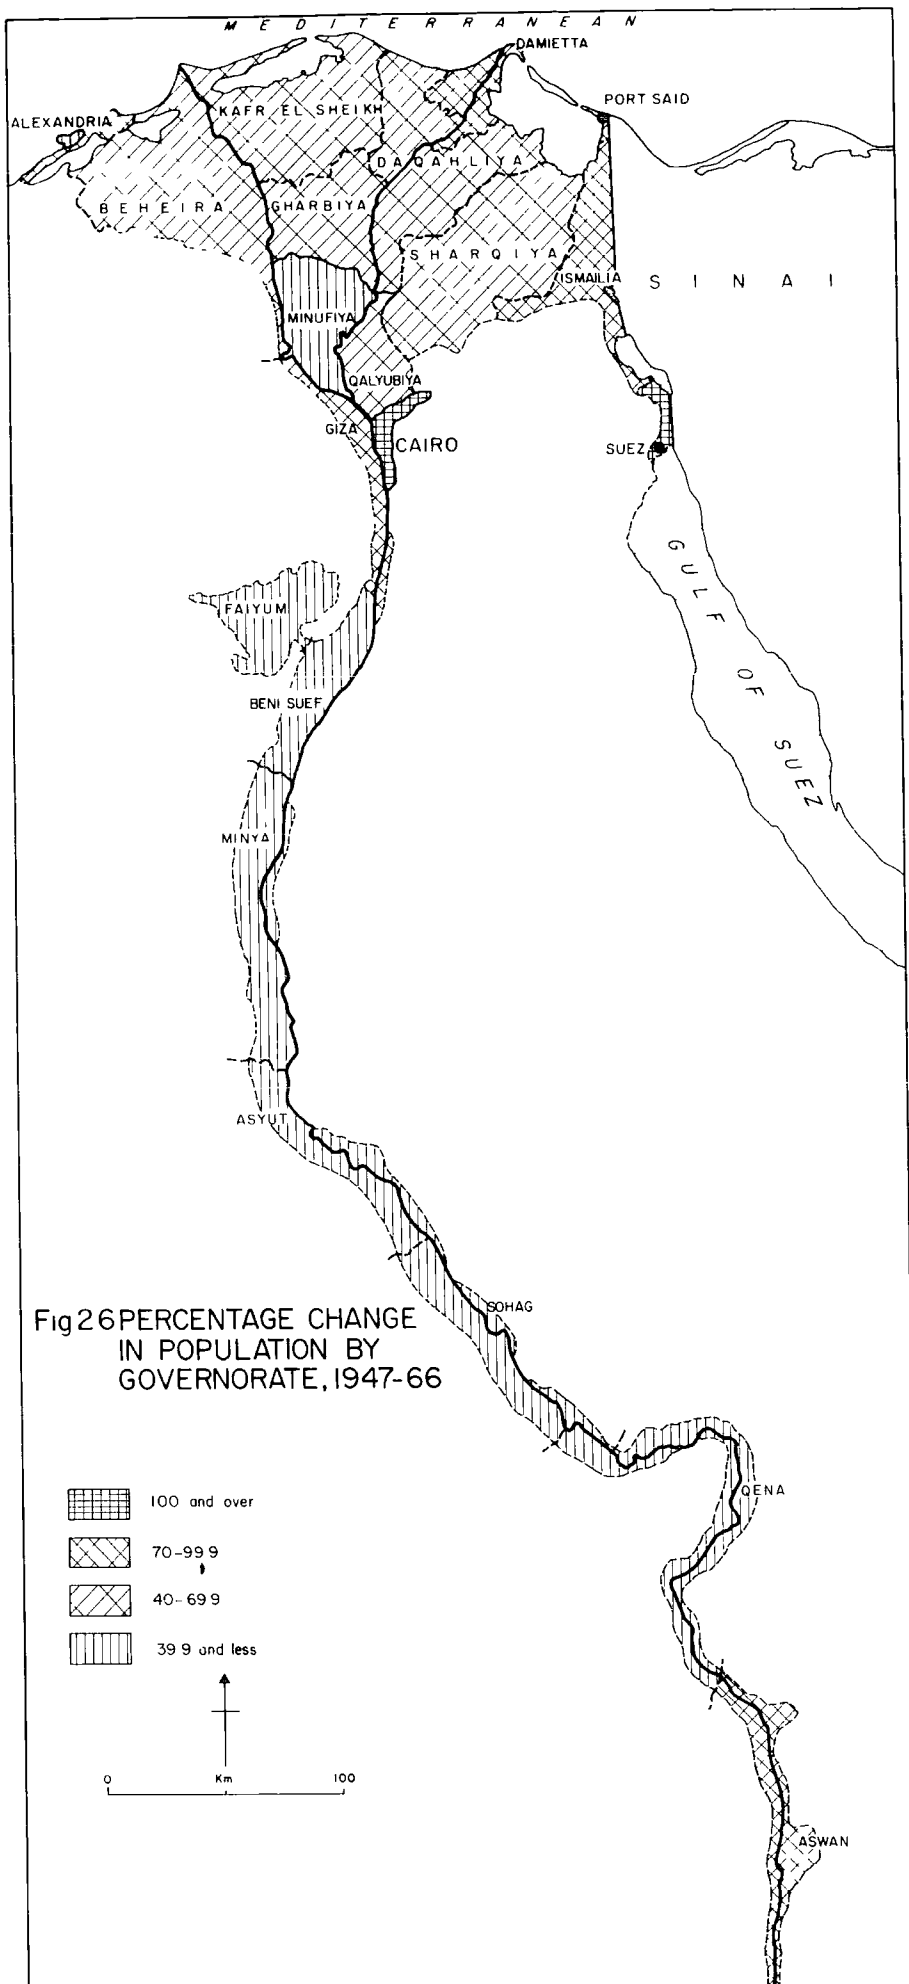 MEDITERRANEAN
DAMIETTA
PORT SAID
ALEXANDRIA
KAFR EL SHEIKH
DAQAHLIYA
BEHEIRA
GHARBIYA
SHARQIYA
ISMAILIA
SINAI
MINUFIYA
QALYUBIYA
GIZA
CAIRO
SUEZ
GULF OF SUEZ
FAIYUM
BENI SUEF
MINYA
ASYUT
SOHAG
Fig 26 PERCENTAGE CHANGE
IN POPULATION BY
GOVERNORATE, 1947-66
QENA
100 and over
70-99 9
40-69 9
39 9 and less
0 Km 100
ASWAN